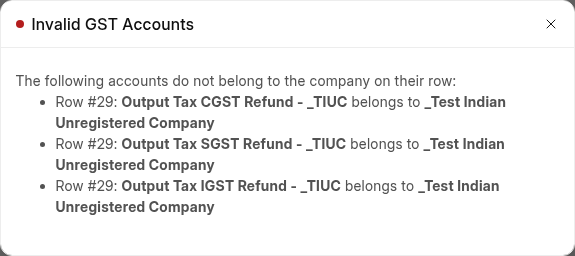 Invalid GST Accounts
The following accounts do not belong to the company on their row:
Row #29: Output Tax CGST Refund - _TIUC belongs to _Test Indian
Unregistered Company
Row #29: Output Tax SGST Refund - _TIUC belongs to _Test Indian
Unregistered Company
Row #29: Output Tax IGST Refund - _TIUC belongs to _Test Indian
Unregistered Company